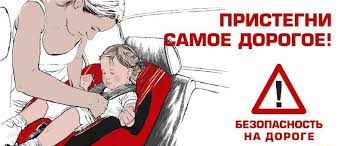 ПРИСТЕГНИ
САМОЕ ДОРОГОЕ!
!
БЕЗОПАСНОСТЬ
НА ДОРОГЕ